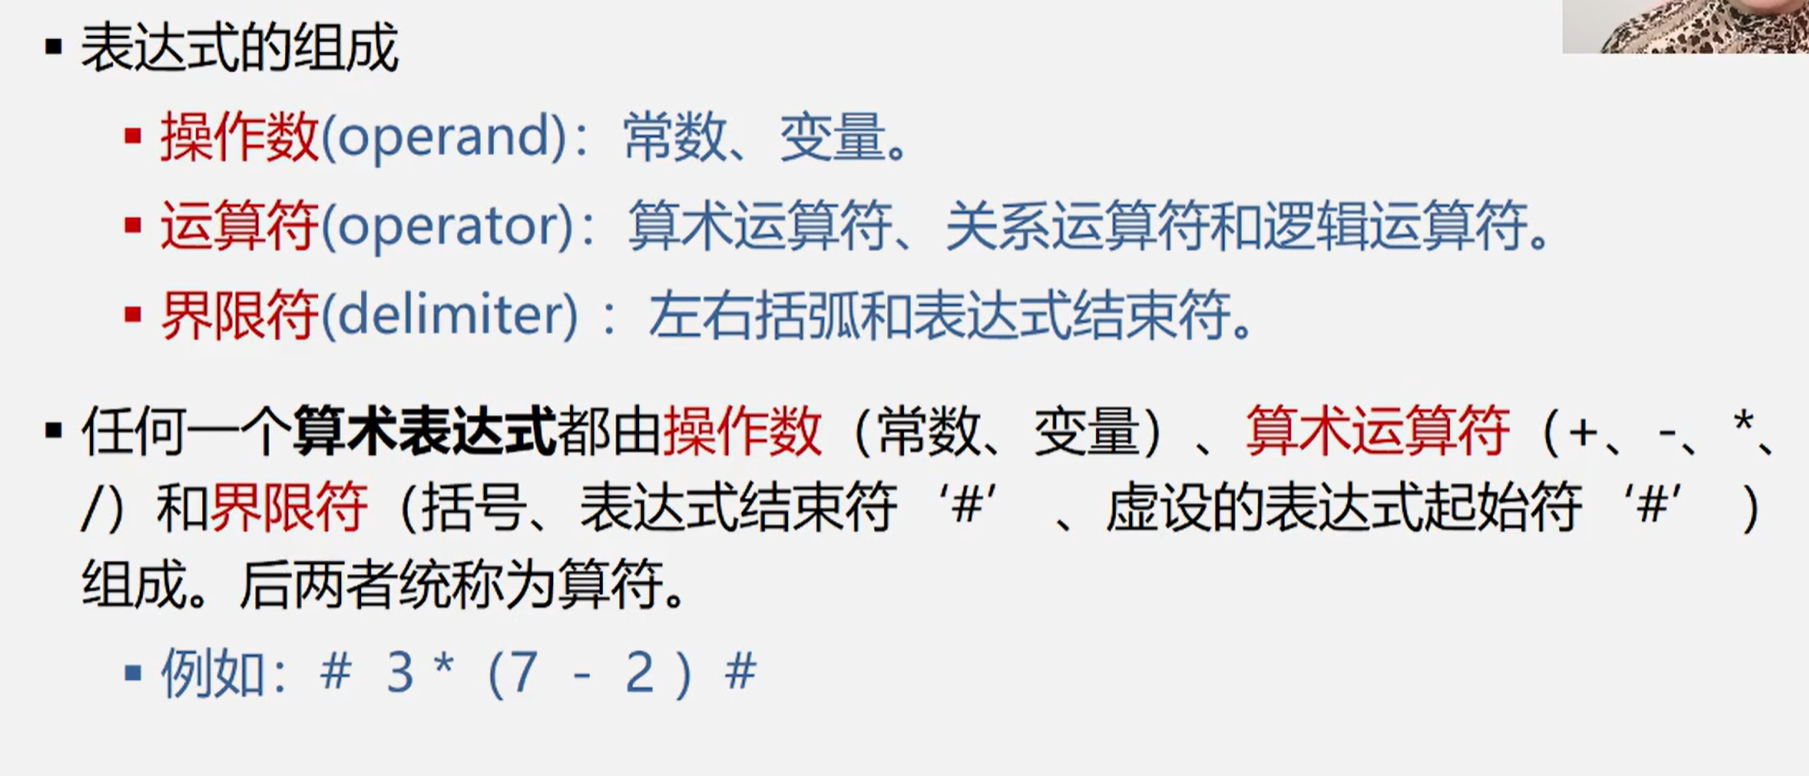 ▪ 表达式的组成
▪ 操作数(operand)：常数、变量。
▪ 运算符(operator)：算术运算符、关系运算符和逻辑运算符。
▪ 界限符(delimiter) ：左右括弧和表达式结束符。
▪ 任何一个算术表达式都由操作数（常数、变量）、算术运算符（+、-、*、
/）和界限符（括号、表达式结束符‘#’ 、虚设的表达式起始符‘#’ ）
组成。后两者统称为算符。
▪ 例如：# 3 * (7 - 2 ) #